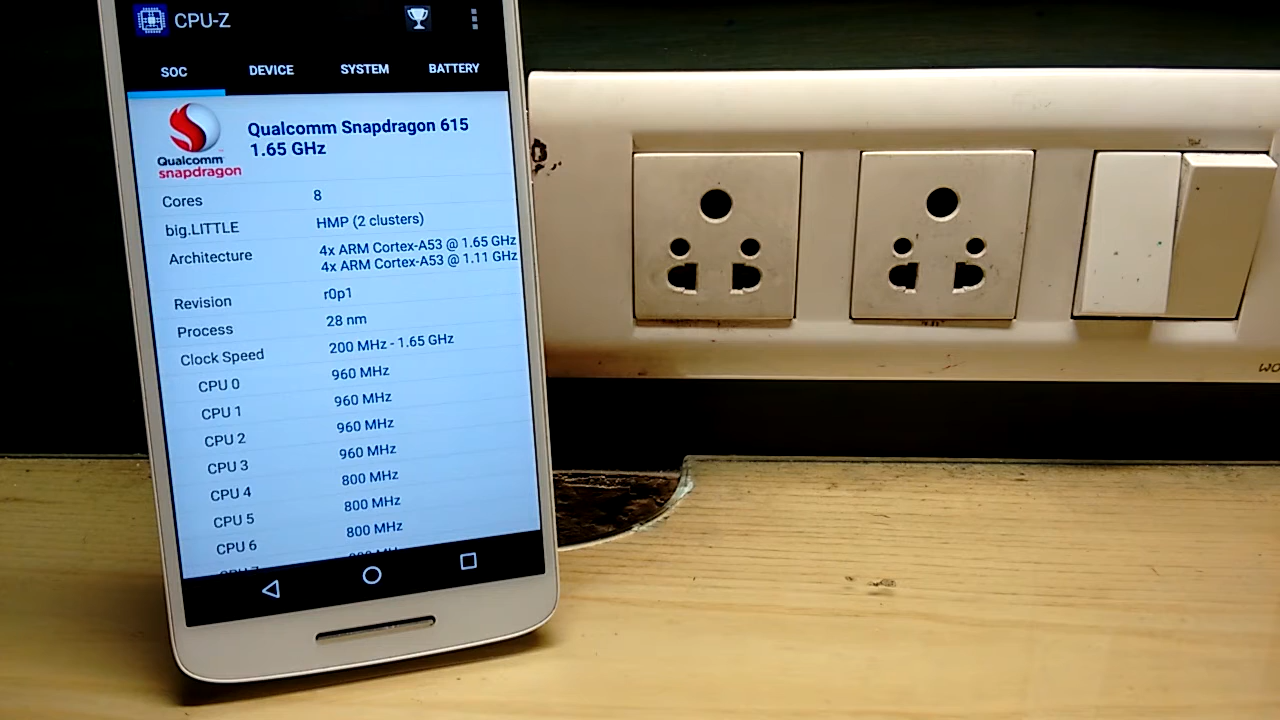 CPU-Z
SOC DEVICE SYSTEM BATTERY
Qualcomm Snapdragon 615
1.65 GHz
Qualcomm
snapdragon
Cores 8
big.LITTLE HMP (2 clusters)
Architecture 4x ARM Cortex-A53 @ 1.65 GHz
4x ARM Cortex-A53 @ 1.11 GHz
Revision r0p1
Process 28 nm
Clock Speed 200 MHz - 1.65 GHz
CPU 0 960 MHz
CPU 1 960 MHz
CPU 2 960 MHz
CPU 3 960 MHz
CPU 4 800 MHz
CPU 5 800 MHz
CPU 6 800 MHz